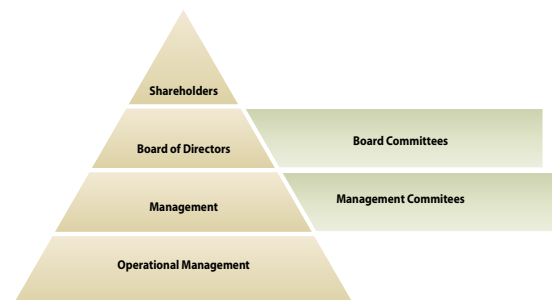 Shareholders
Board of Directors
Board Committees
Management
Management Commitees
Operational Management